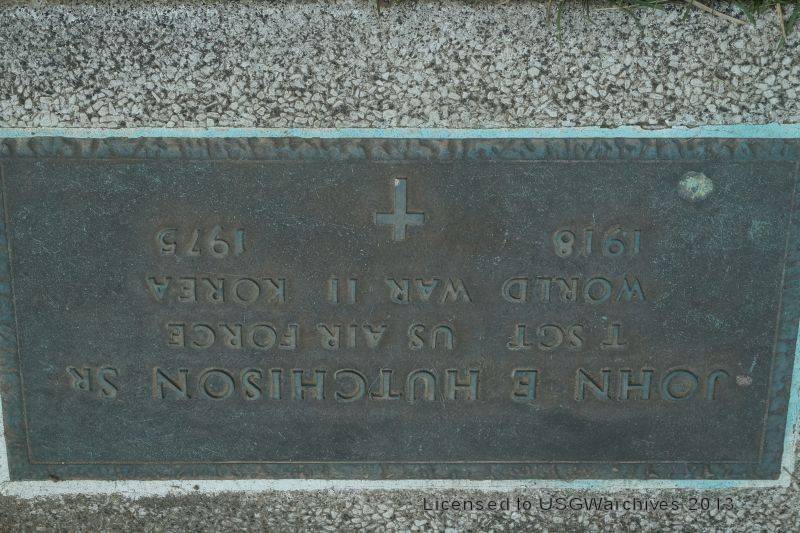 JOHN E HUTCHISON SR
T SGT US AIR FORCE
WORLD WAR II KOREA
1918 1975
Licensed to USGWarchives 2013